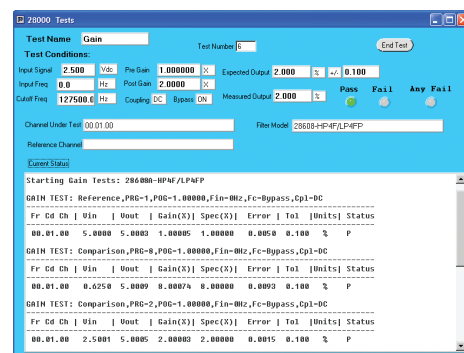 28000 Tests
Test Name Gain
Test Number 6
End Test
Test Conditions:
Input Signal 2.500 Vdc Pre Gain 1.000000 X Expected Output 2.000 % +/- 0.100
Input Freq 0.0 Hz Post Gain 2.0000 X
Pass Fail Any Fail
Cutoff Freq 127500.0 Hz Coupling DC Bypass ON Measured Output 2.000 %
Channel Under Test 00.01.00 Filter Model 28608-HP4F/LP4FP
Reference Channel
Current Status
Starting Gain Tests: 28608A-HP4F/LP4FP
GAIN TEST: Reference,PRG-1,POG-1.00000,Fin-0Hz,Fc-Bypass,Cpl-DC
Fr Cd Ch | Vin | Vout | Gain(X)| Spec(X)| Error | Tol |Units| Status
00.01.00 5.0000 5.0003 1.00005 1.00000 0.0050 0.100 % P
GAIN TEST: Comparison,PRG-8,POG-1.00000,Fin-0Hz,Fc-Bypass,Cpl-DC
Fr Cd Ch | Vin | Vout | Gain(X)| Spec(X)| Error | Tol |Units| Status
00.01.00 0.6250 5.0009 8.00074 8.00000 0.0093 0.100 % P
GAIN TEST: Comparison,PRG-2,POG-1.00000,Fin-0Hz,Fc-Bypass,Cpl-DC
Fr Cd Ch | Vin | Vout | Gain(X)| Spec(X)| Error | Tol |Units| Status
00.01.00 2.5001 5.0005 2.00003 2.00000 0.0015 0.100 % P